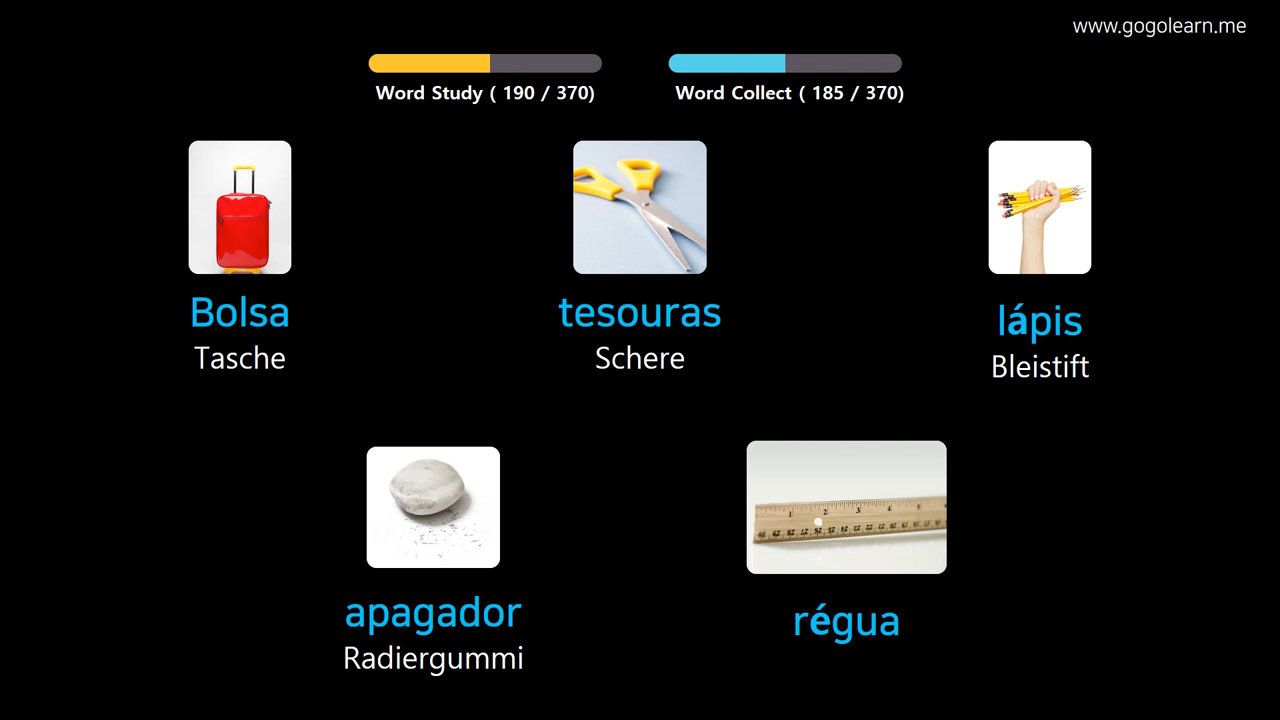 www.gogolearn.me
Word Study ( 190 / 370)
Word Collect ( 185 / 370)
Bolsa
Tasche
tesouras
Schere
lápis
Bleistift
apagador
Radiergummi
régua